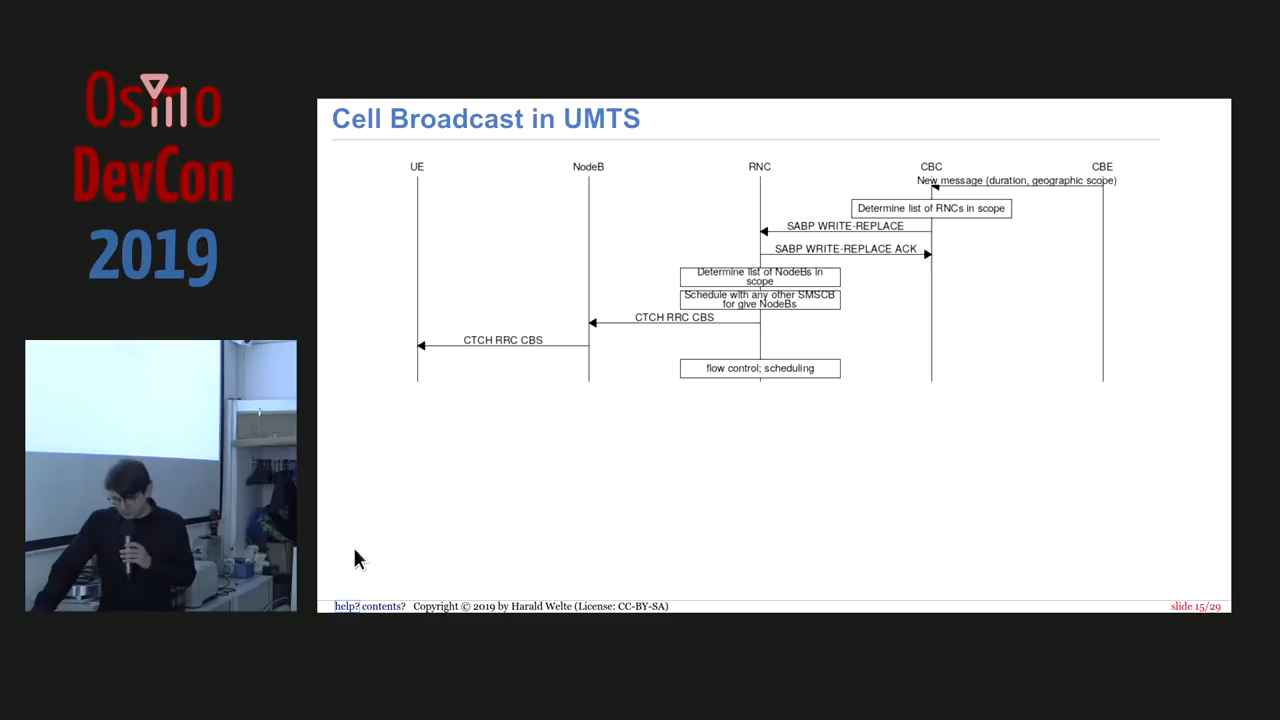 Osmo
DevCon
2019
Cell Broadcast in UMTS
UE NodeB RNC CBC CBE
New message (duration, geographic scope)
Determine list of RNCs in scope
SABP WRITE-REPLACE
SABP WRITE-REPLACE ACK
Determine list of NodeBs in
scope
Schedule with any other SMSCB
for give NodeBs
CTCH RRC CBS
CTCH RRC CBS
flow control; scheduling
help? contents? Copyright © 2019 by Harald Welte (License: CC-BY-SA) slide 15/29